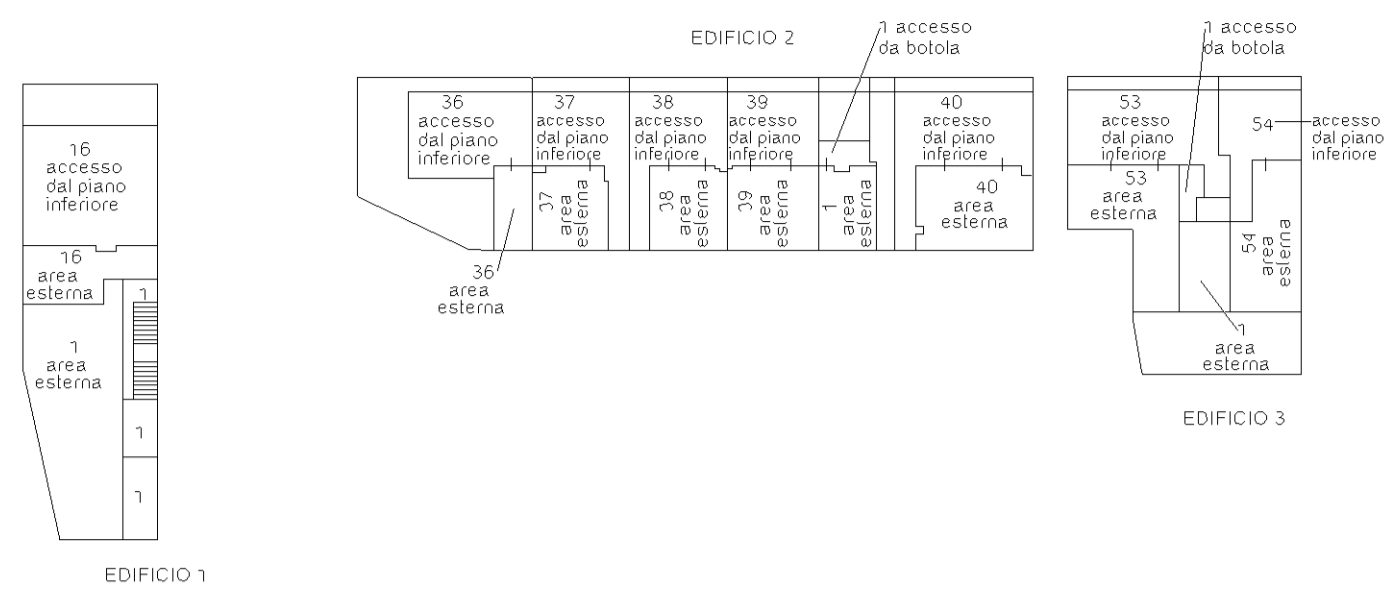 EDIFICIO 2
1 accesso
da botola
1 accesso
da botola
16
accesso
dal piano
inferiore
16
area
esterna
1
1
area
esterna
1
1
EDIFICIO 1
36
accesso
dal piano
inferiore
37
accesso
dal piano
inferiore
38
accesso
dal piano
inferiore
39
accesso
dal piano
inferiore
40
accesso
dal piano
inferiore
36
area
esterna
37
area
esterna
38
area
esterna
39
area
esterna
1
area
esterna
40
area
esterna
53
accesso
dal piano
inferiore
54
accesso
dal piano
inferiore
53
area
esterna
54
area
esterna
1
area
esterna
EDIFICIO 3